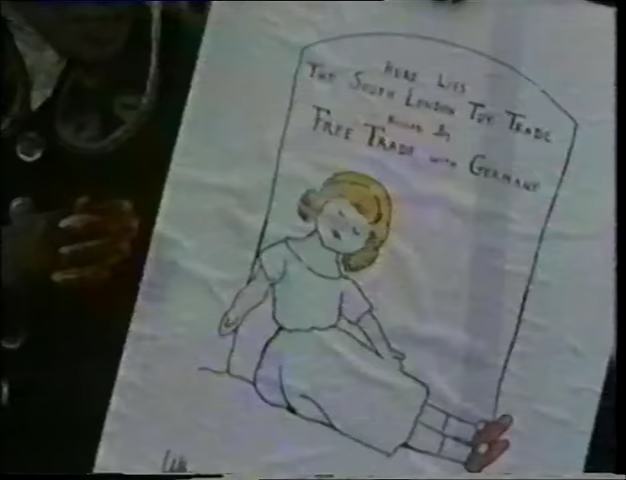 HERE LIES
THE SOUTH LONDON TOY TRADE
KILLED BY
FREE TRADE WITH GERMANY